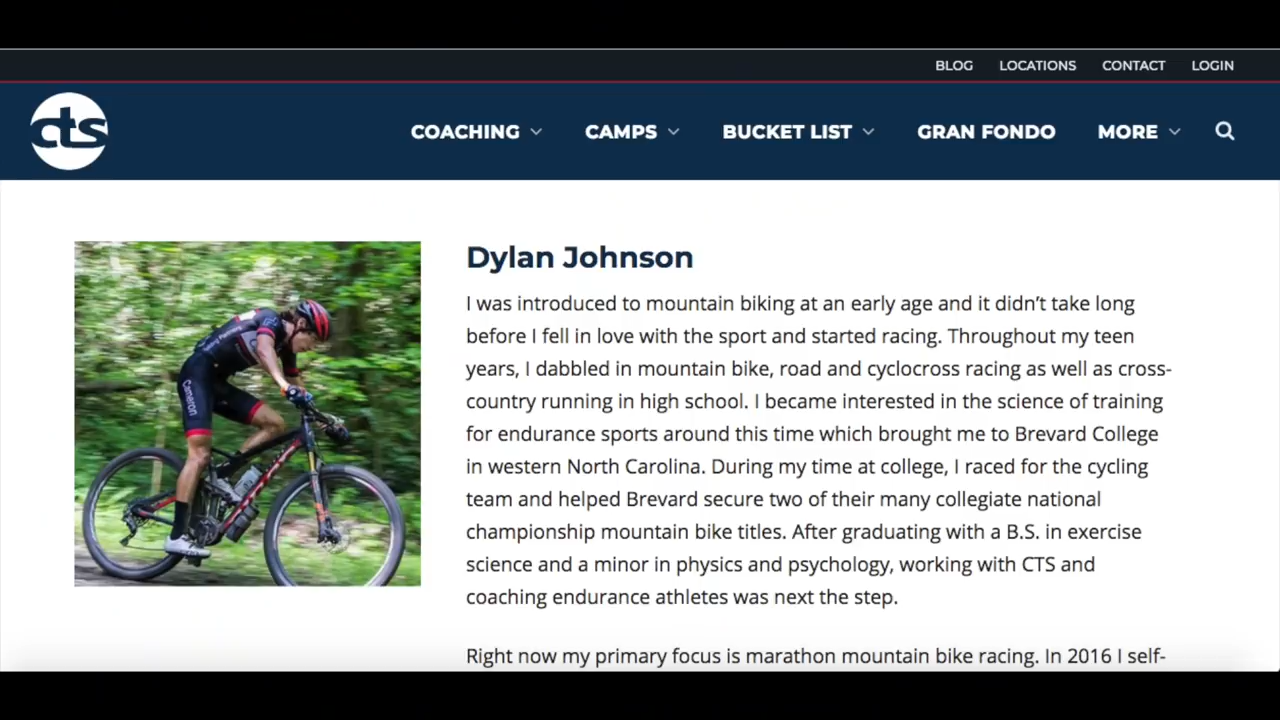 BLOG LOCATIONS CONTACT LOGIN
cts COACHING CAMPS BUCKET LIST GRAN FONDO MORE
Dylan Johnson
I was introduced to mountain biking at an early age and it didn’t take long
before I fell in love with the sport and started racing. Throughout my teen
years, I dabbled in mountain bike, road and cyclocross racing as well as cross-
country running in high school. I became interested in the science of training
for endurance sports around this time which brought me to Brevard College
in western North Carolina. During my time at college, I raced for the cycling
team and helped Brevard secure two of their many collegiate national
championship mountain bike titles. After graduating with a B.S. in exercise
science and a minor in physics and psychology, working with CTS and
coaching endurance athletes was next the step.
Right now my primary focus is marathon mountain bike racing. In 2016 I self-
Cameron